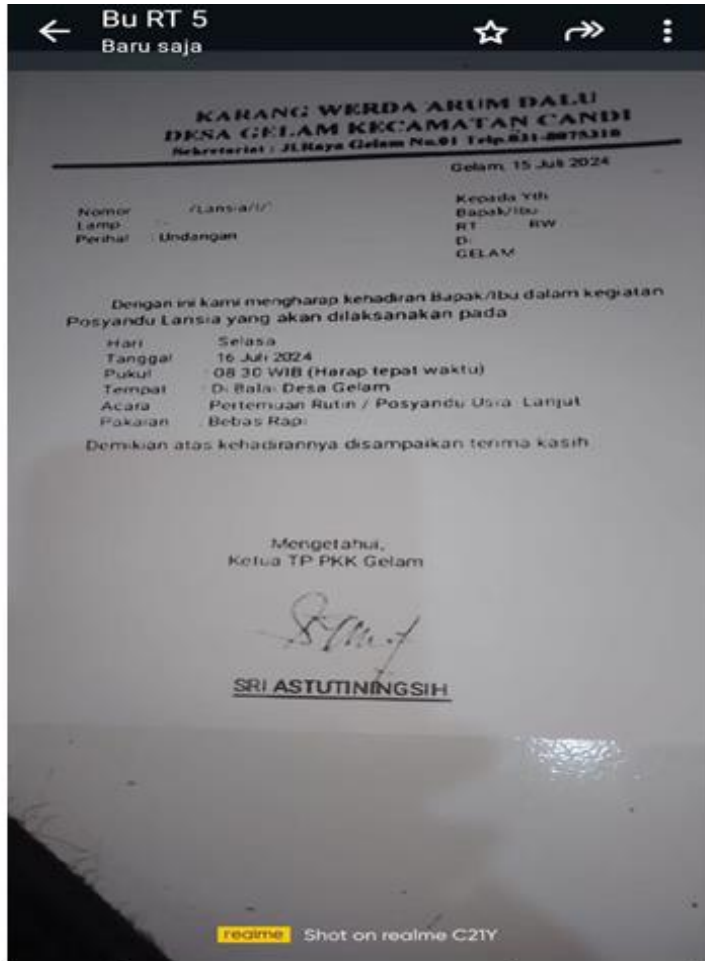 Bu RT 5
Baru saja
KARANG WERDA ARUM DALU
DESA GELAM KECAMATAN CANDI
Sekretariat : Jl.Raya Gelam No.01 Telp.031-8075310
Gelam, 15 Juli 2024
Nomor /Lansia/I/
Kepada Yth
Lamp
Bapak/Ibu
Perihal : Undangan
RT RW
Di
GELAM
Dengan ini kami mengharap kehadiran Bapak/Ibu dalam kegiatan
Posyandu Lansia yang akan dilaksanakan pada
Hari Selasa
Tanggal 16 Juli 2024
Pukul 08 30 WIB (Harap tepat waktu)
Tempat Di Balai Desa Gelam
Acara Pertemuan Rutin / Posyandu Usia Lanjut
Pakaian Bebas Rapi
Demikian atas kehadirannya disampaikan terima kasih
Mengetahui,
Ketua TP PKK Gelam
SRI ASTUTININGSIH
realme Shot on realme C21Y